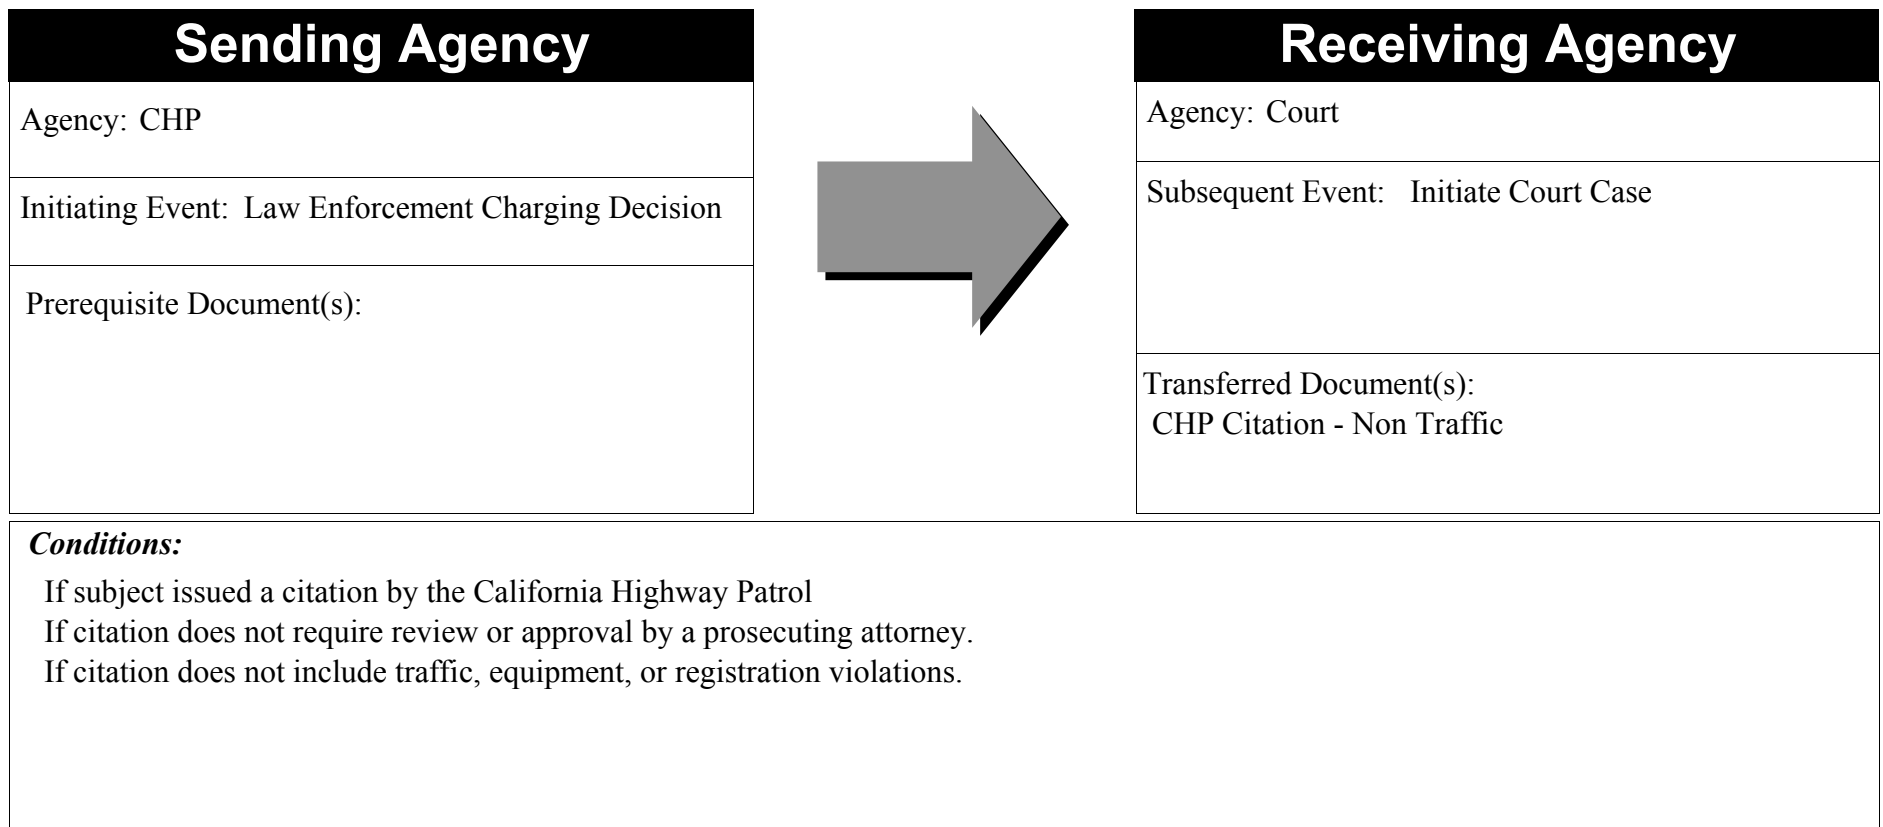 Sending Agency
Agency: CHP
Initiating Event: Law Enforcement Charging Decision
Prerequisite Document(s):
Receiving Agency
Agency: Court
Subsequent Event: Initiate Court Case
Transferred Document(s):
CHP Citation - Non Traffic
Conditions:
If subject issued a citation by the California Highway Patrol
If citation does not require review or approval by a prosecuting attorney.
If citation does not include traffic, equipment, or registration violations.